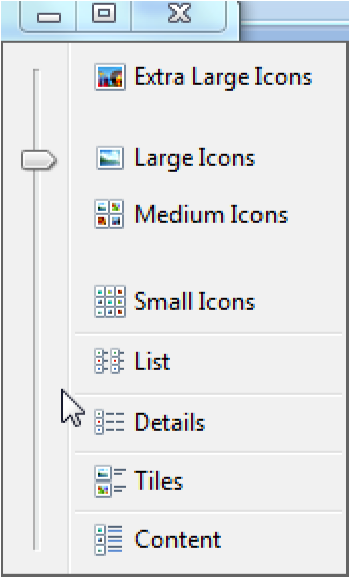 Extra Large Icons
Large Icons
Medium Icons
Small Icons
List
Details
Tiles
Content